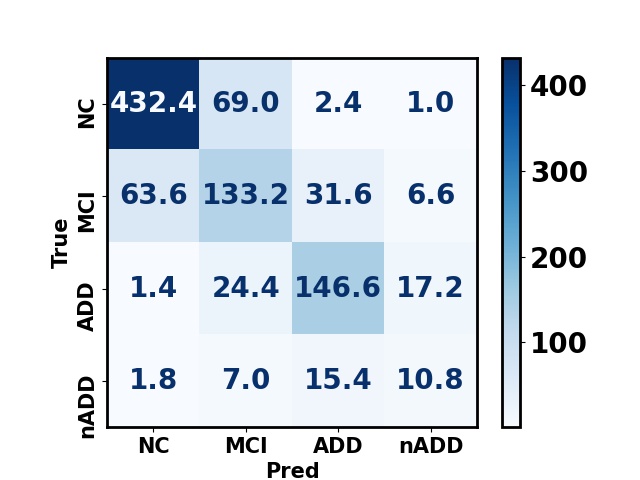 True
NC
432.4 69.0 2.4 1.0
MCI
63.6 133.2 31.6 6.6
ADD
1.4 24.4 146.6 17.2
nADD
1.8 7.0 15.4 10.8
NC MCI ADD nADD
Pred
400
300
200
100